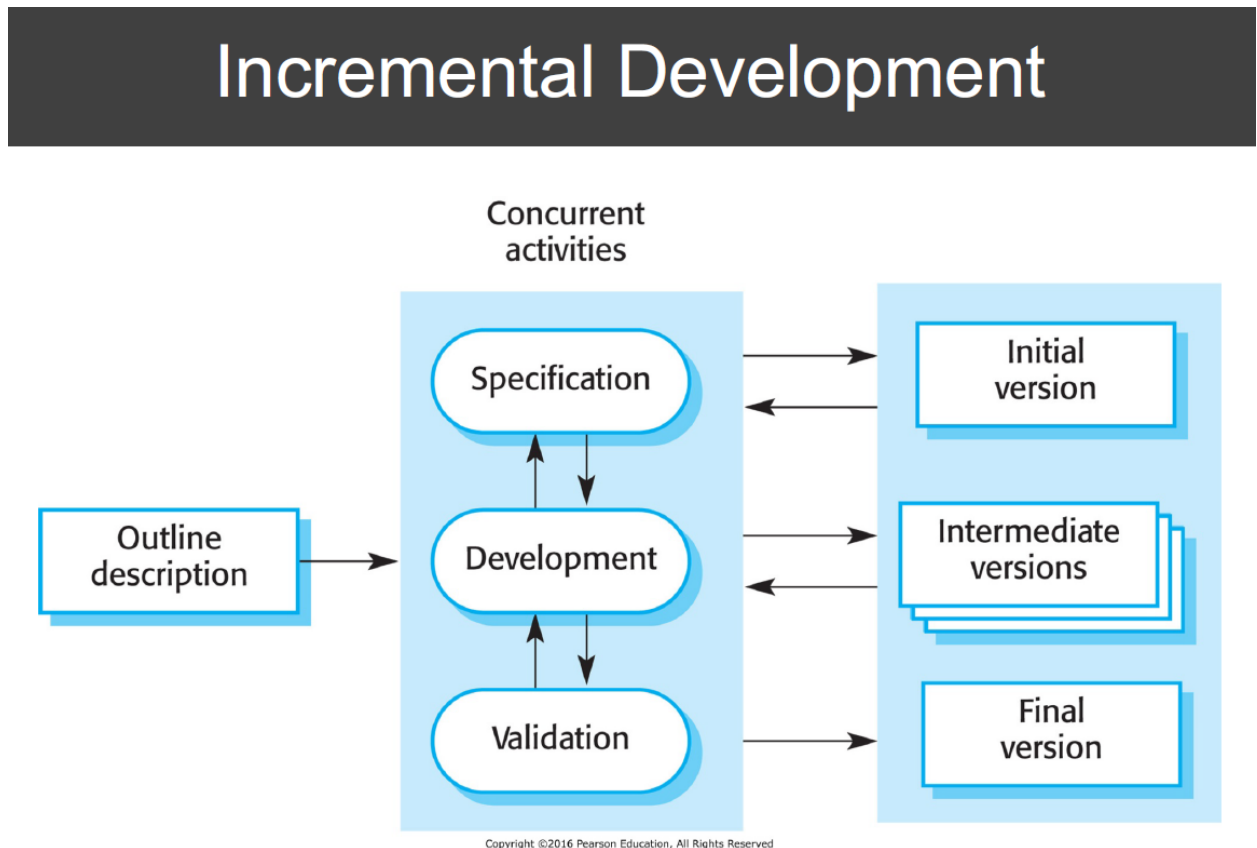 Incremental Development
Concurrent
activities
Specification
Initial
version
Outline
description
Development
Intermediate
versions
Validation
Final
version
Copyright ©2016 Pearson Education, All Rights Reserved